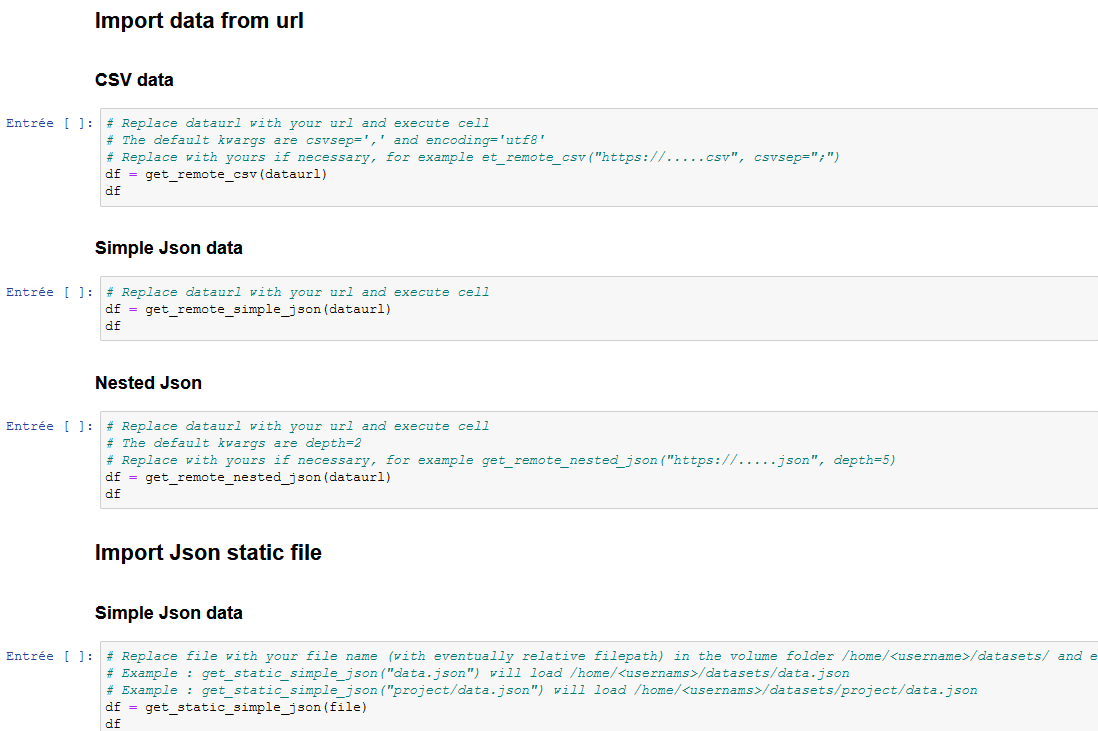 Import data from url
CSV data
Entrée [ ]: # Replace dataurl with your url and execute cell
# The default kwargs are csvsep=',' and encoding='utf8'
# Replace with yours if necessary, for example et_remote_csv("https://.....csv", csvsep=";")
df = get_remote_csv(dataurl)
df
Simple Json data
Entrée [ ]: # Replace dataurl with your url and execute cell
df = get_remote_simple_json(dataurl)
df
Nested Json
Entrée [ ]: # Replace dataurl with your url and execute cell
# The default kwargs are depth=2
# Replace with yours if necessary, for example get_remote_nested_json("https://.....json", depth=5)
df = get_remote_nested_json(dataurl)
df
Import Json static file
Simple Json data
Entrée [ ]: # Replace file with your file name (with eventually relative filepath) in the volume folder /home/<username>/datasets/ and e
# Example : get_static_simple_json("data.json") will load /home/<usernams>/datasets/data.json
# Example : get_static_simple_json("project/data.json") will load /home/<usernams>/datasets/project/data.json
df = get_static_simple_json(file)
df